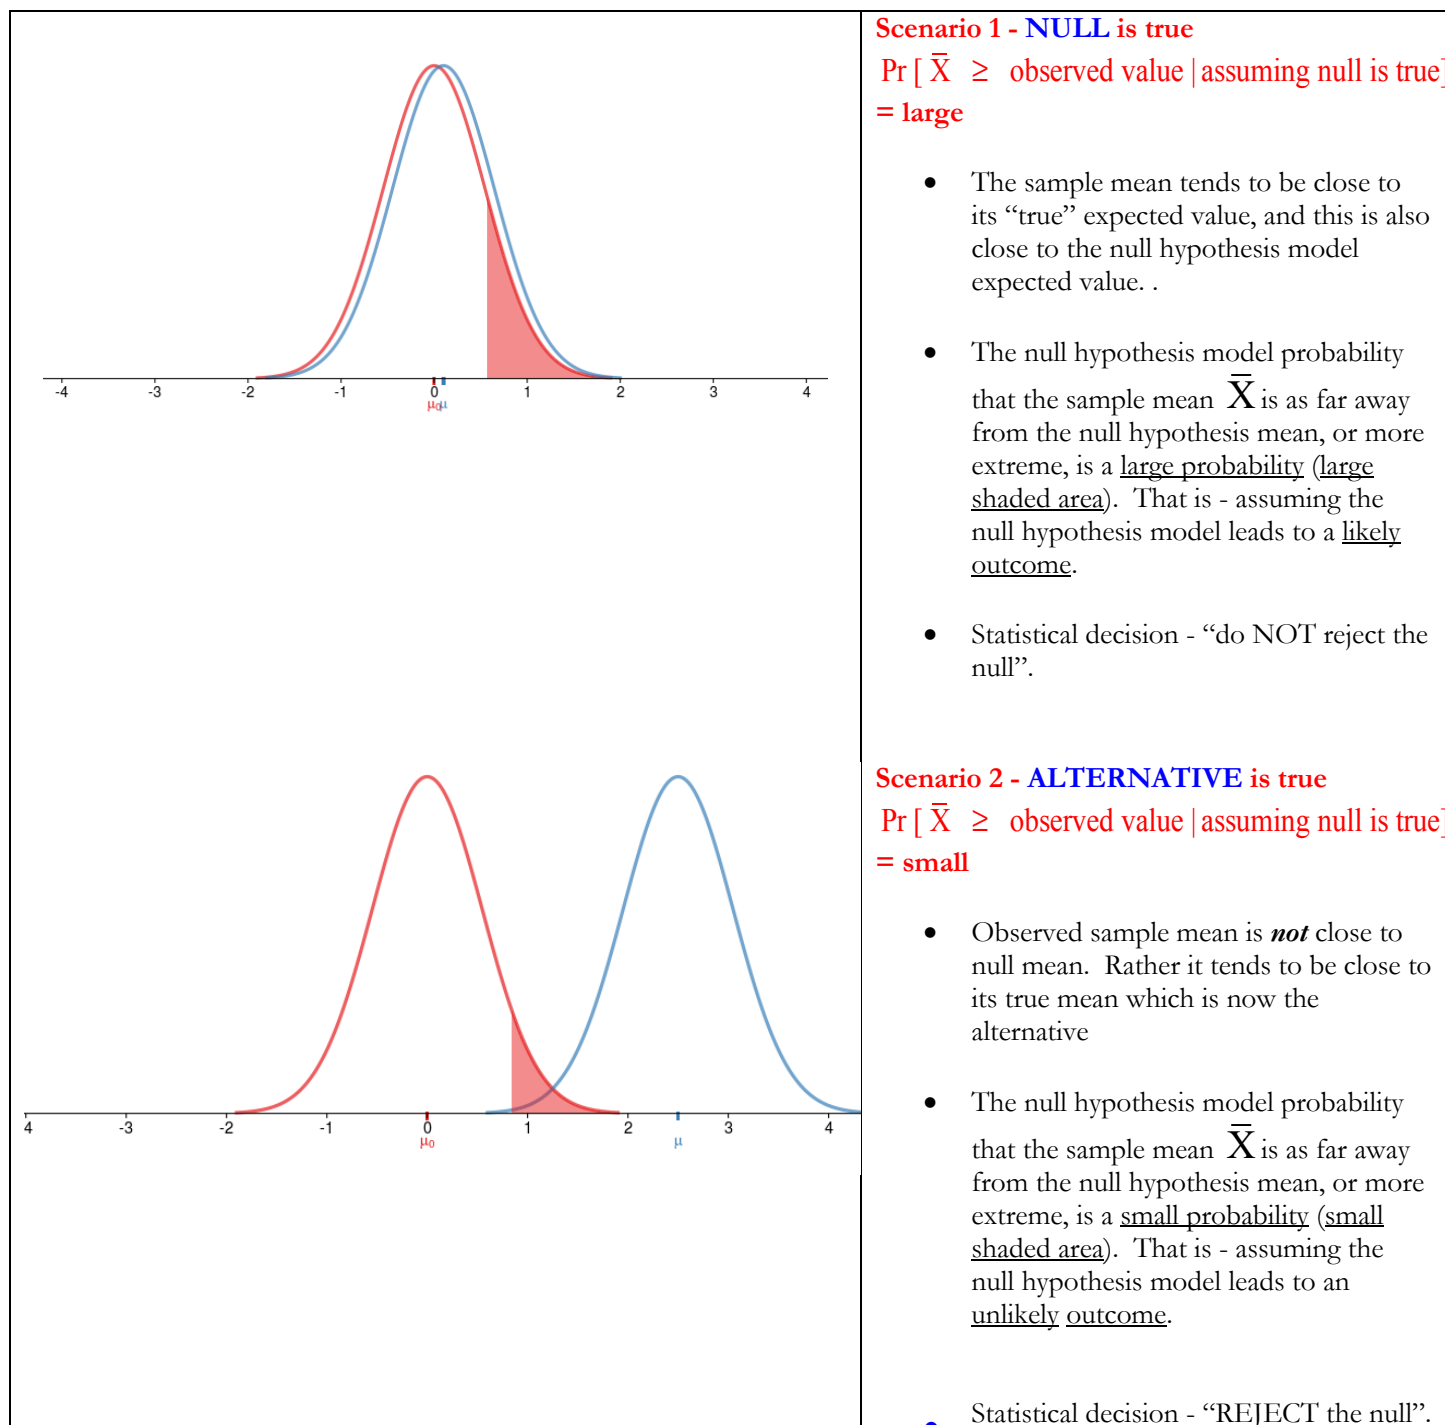 -4 -3 -2 -1 0 1 2 3 4
μ0 μ
Scenario 1 - NULL is true
Pr [ X̄ ≥ observed value | assuming null is true]
= large
• The sample mean tends to be close to
its “true” expected value, and this is also
close to the null hypothesis model
expected value. .
• The null hypothesis model probability
that the sample mean X̄ is as far away
from the null hypothesis mean, or more
extreme, is a large probability (large
shaded area). That is - assuming the
null hypothesis model leads to a likely
outcome.
• Statistical decision - “do NOT reject the
null”.
4 -3 -2 -1 0 1 2 3 4
μ0 μ
Scenario 2 - ALTERNATIVE is true
Pr [ X̄ ≥ observed value | assuming null is true]
= small
• Observed sample mean is not close to
null mean. Rather it tends to be close to
its true mean which is now the
alternative
• The null hypothesis model probability
that the sample mean X̄ is as far away
from the null hypothesis mean, or more
extreme, is a small probability (small
shaded area). That is - assuming the
null hypothesis model leads to an
unlikely outcome.
• Statistical decision - “REJECT the null”.